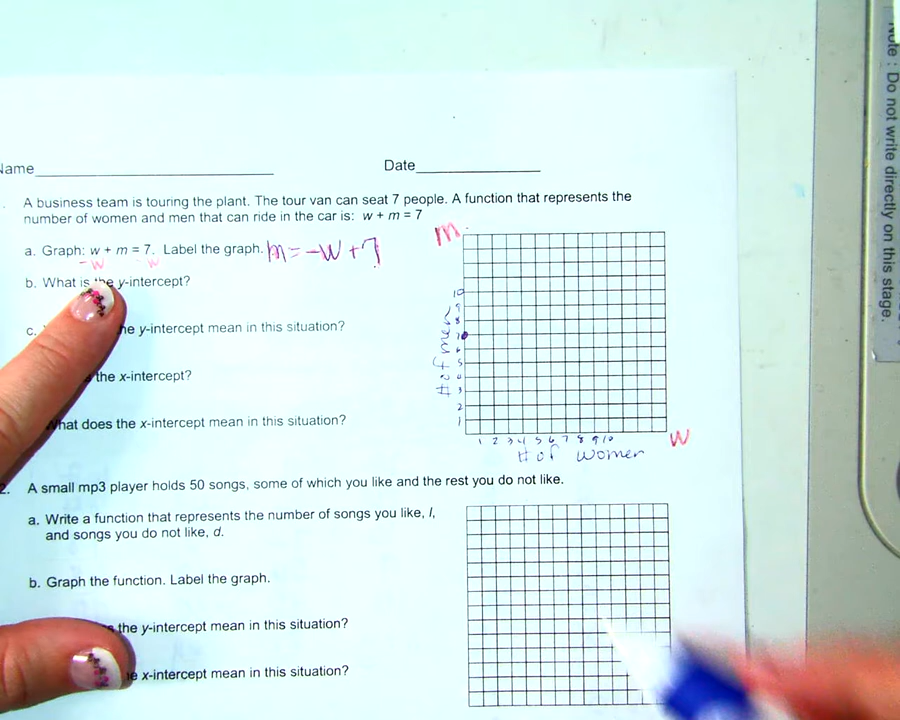 Name Date
A business team is touring the plant. The tour van can seat 7 people. A function that represents the
number of women and men that can ride in the car is: w + m = 7
a. Graph: w + m = 7. Label the graph. m = -w + 7
-w -w
m
b. What is the y-intercept?
c. the y-intercept mean in this situation?
the x-intercept?
What does the x-intercept mean in this situation?
10
9
8
7
6
5
4
3
2
1
# of men
1 2 3 4 5 6 7 8 9 10
w
# of women
2. A small mp3 player holds 50 songs, some of which you like and the rest you do not like.
a. Write a function that represents the number of songs you like, l,
and songs you do not like, d.
b. Graph the function. Label the graph.
the y-intercept mean in this situation?
x-intercept mean in this situation?
Note : Do not write directly on this stage.